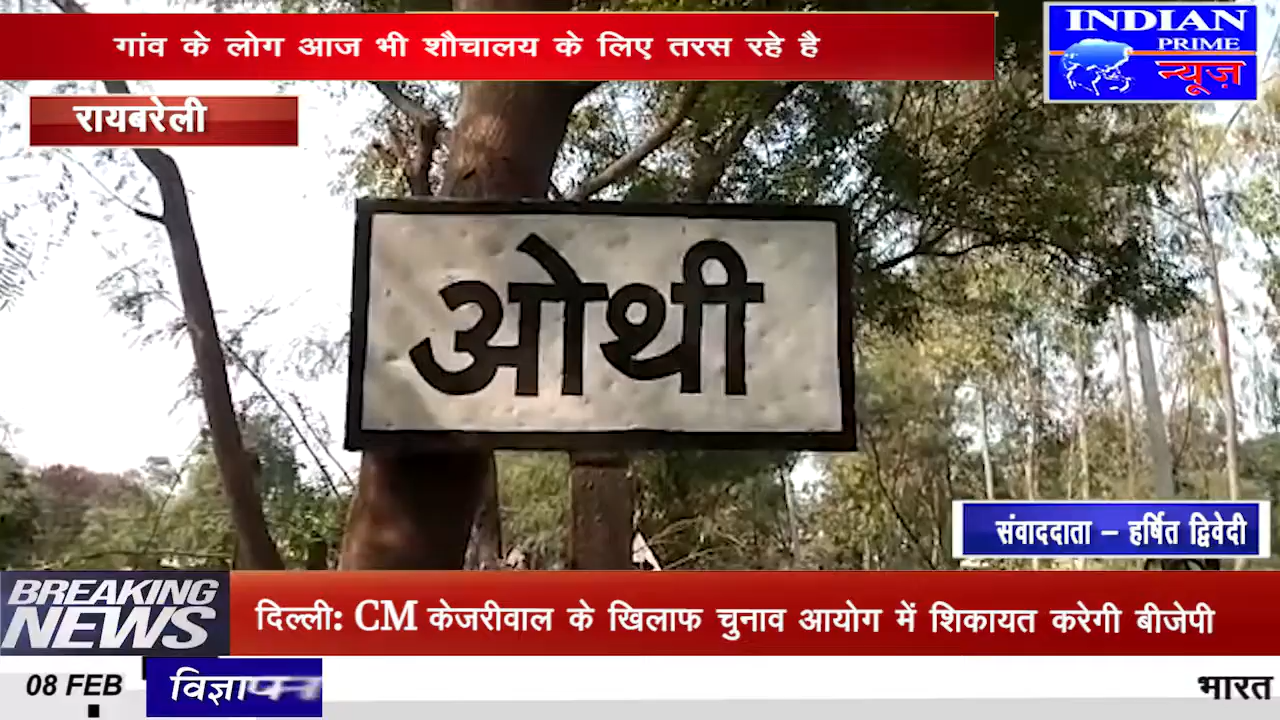 गांव के लोग आज भी शौचालय के लिए तरस रहे है
INDIAN
PRIME
न्यूज़
रायबरेली
ओथी
संवाददाता – हर्षित द्विवेदी
BREAKING
NEWS
दिल्ली: CM केजरीवाल के खिलाफ चुनाव आयोग में शिकायत करेगी बीजेपी
08 FEB
विज्ञापन
भारत